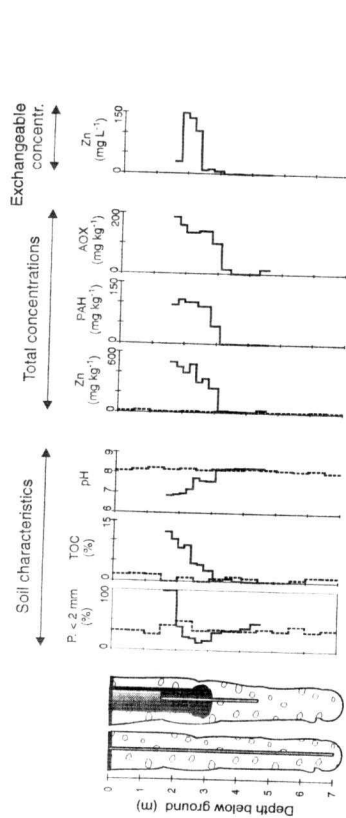 Soil characteristics
Total concentrations
Exchangeable
concentr.
P. < 2 mm
(%)
TOC
(%)
pH
Zn
(mg kg⁻¹)
PAH
(mg kg⁻¹)
AOX
(mg kg⁻¹)
Zn
(mg L⁻¹)
0 100
0 15
6 7 8 9
0 500
0 150
0 200
0 150
Depth below ground (m)
0
1
2
3
4
5
6
7